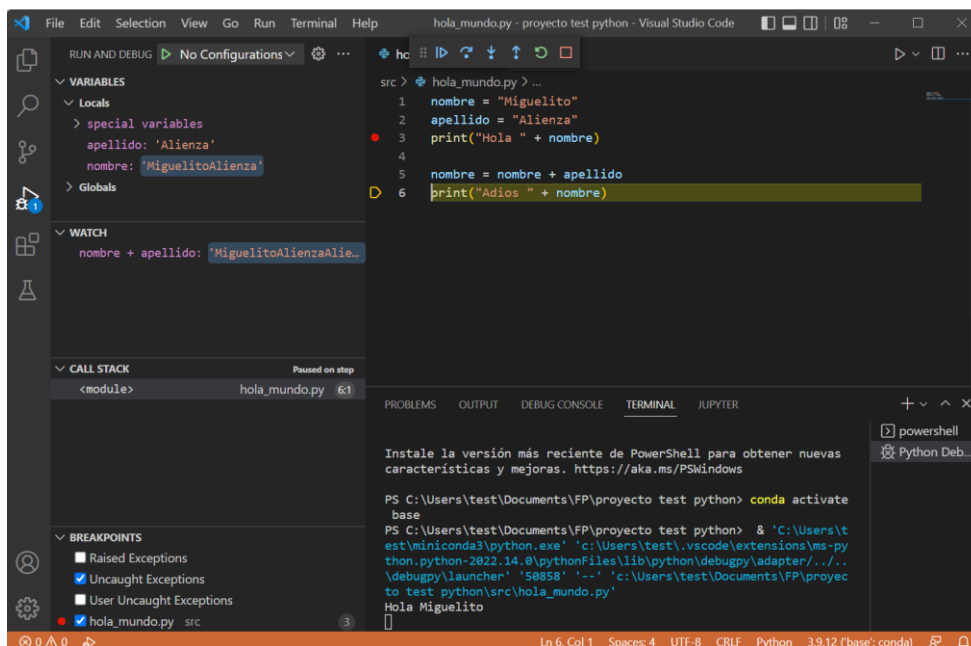 File Edit Selection View Go Run Terminal Help hola_mundo.py - proyecto test python - Visual Studio Code
RUN AND DEBUG No Configurations
VARIABLES
Locals
special variables
apellido: 'Alienza'
nombre: 'MiguelitoAlienza'
Globals
WATCH
nombre + apellido: 'MiguelitoAlienzaAlie…
CALL STACK Paused on step
<module> hola_mundo.py 6:1
BREAKPOINTS
Raised Exceptions
Uncaught Exceptions
User Uncaught Exceptions
hola_mundo.py src 3
1
ho
src > hola_mundo.py > ...
1 nombre = "Miguelito"
2 apellido = "Alienza"
3 print("Hola " + nombre)
4
5 nombre = nombre + apellido
6 print("Adios " + nombre)
PROBLEMS OUTPUT DEBUG CONSOLE TERMINAL JUPYTER
powershell
Python Deb...
Instale la versión más reciente de PowerShell para obtener nuevas
características y mejoras. https://aka.ms/PSWindows
PS C:\Users\test\Documents\FP\proyecto test python> conda activate
base
PS C:\Users\test\Documents\FP\proyecto test python> & 'C:\Users\t
est\miniconda3\python.exe' 'c:\Users\test\.vscode\extensions\ms-py
thon.python-2022.14.0\pythonFiles\lib\python\debugpy\adapter/../..
\debugpy\launcher' '50858' '--' 'c:\Users\test\Documents\FP\proyec
to test python\src\hola_mundo.py'
Hola Miguelito
0 0 Ln 6, Col 1 Spaces: 4 UTF-8 CRLF Python 3.9.12 ('base': conda)